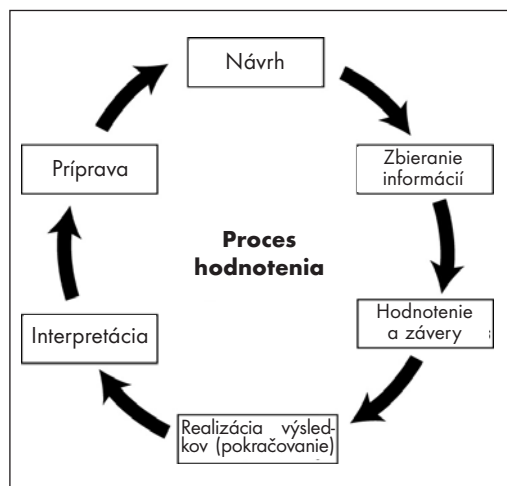 Návrh
Príprava
Zbieranie
informácií
Proces
hodnotenia
Interpretácia
Hodnotenie
a závery
Realizácia výsled-
kov (pokračovanie)